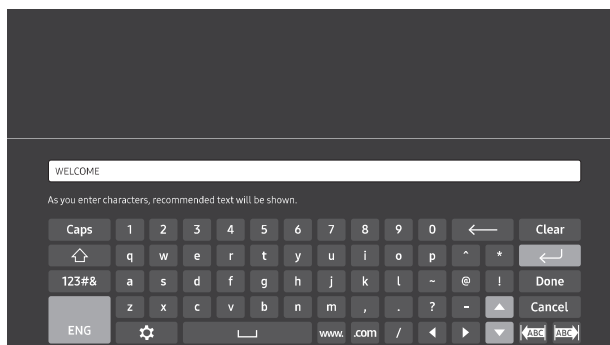 WELCOME
As you enter characters, recommended text will be shown.
Caps 1 2 3 4 5 6 7 8 9 0 Clear
q w e r t y u i o p ^ *
123#& a s d f g h j k l ~ @ ! Done
z x c v b n m , . ? - Cancel
ENG www. .com / ABC ABC